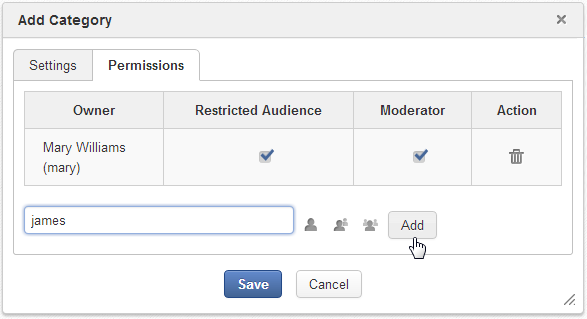 Add Category
Settings Permissions
Owner Restricted Audience Moderator Action
Mary Williams
(mary)
james Add
Save Cancel